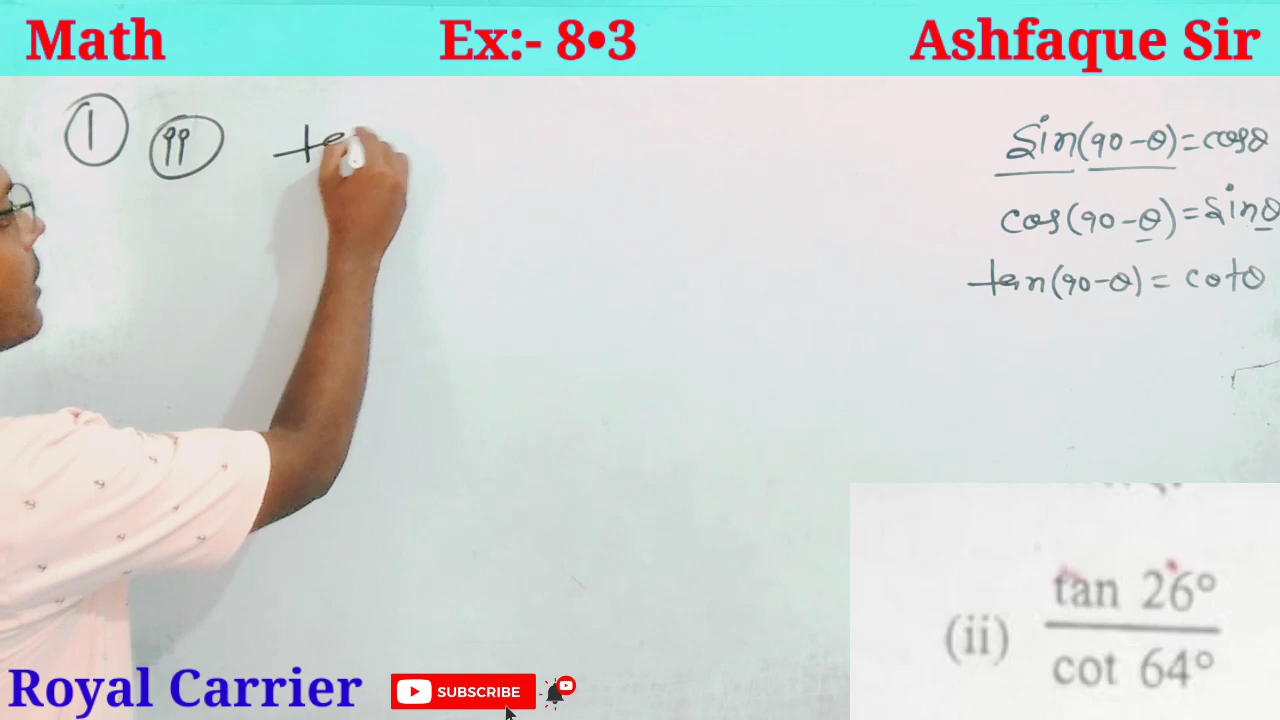 Math Ex:- 8•3 Ashfaque Sir
1 ii ta
sin(90-θ)=cosθ
cos(90-θ)=sinθ
tan(90-θ)= cotθ
(ii) tan 26°
cot 64°
Royal Carrier SUBSCRIBE